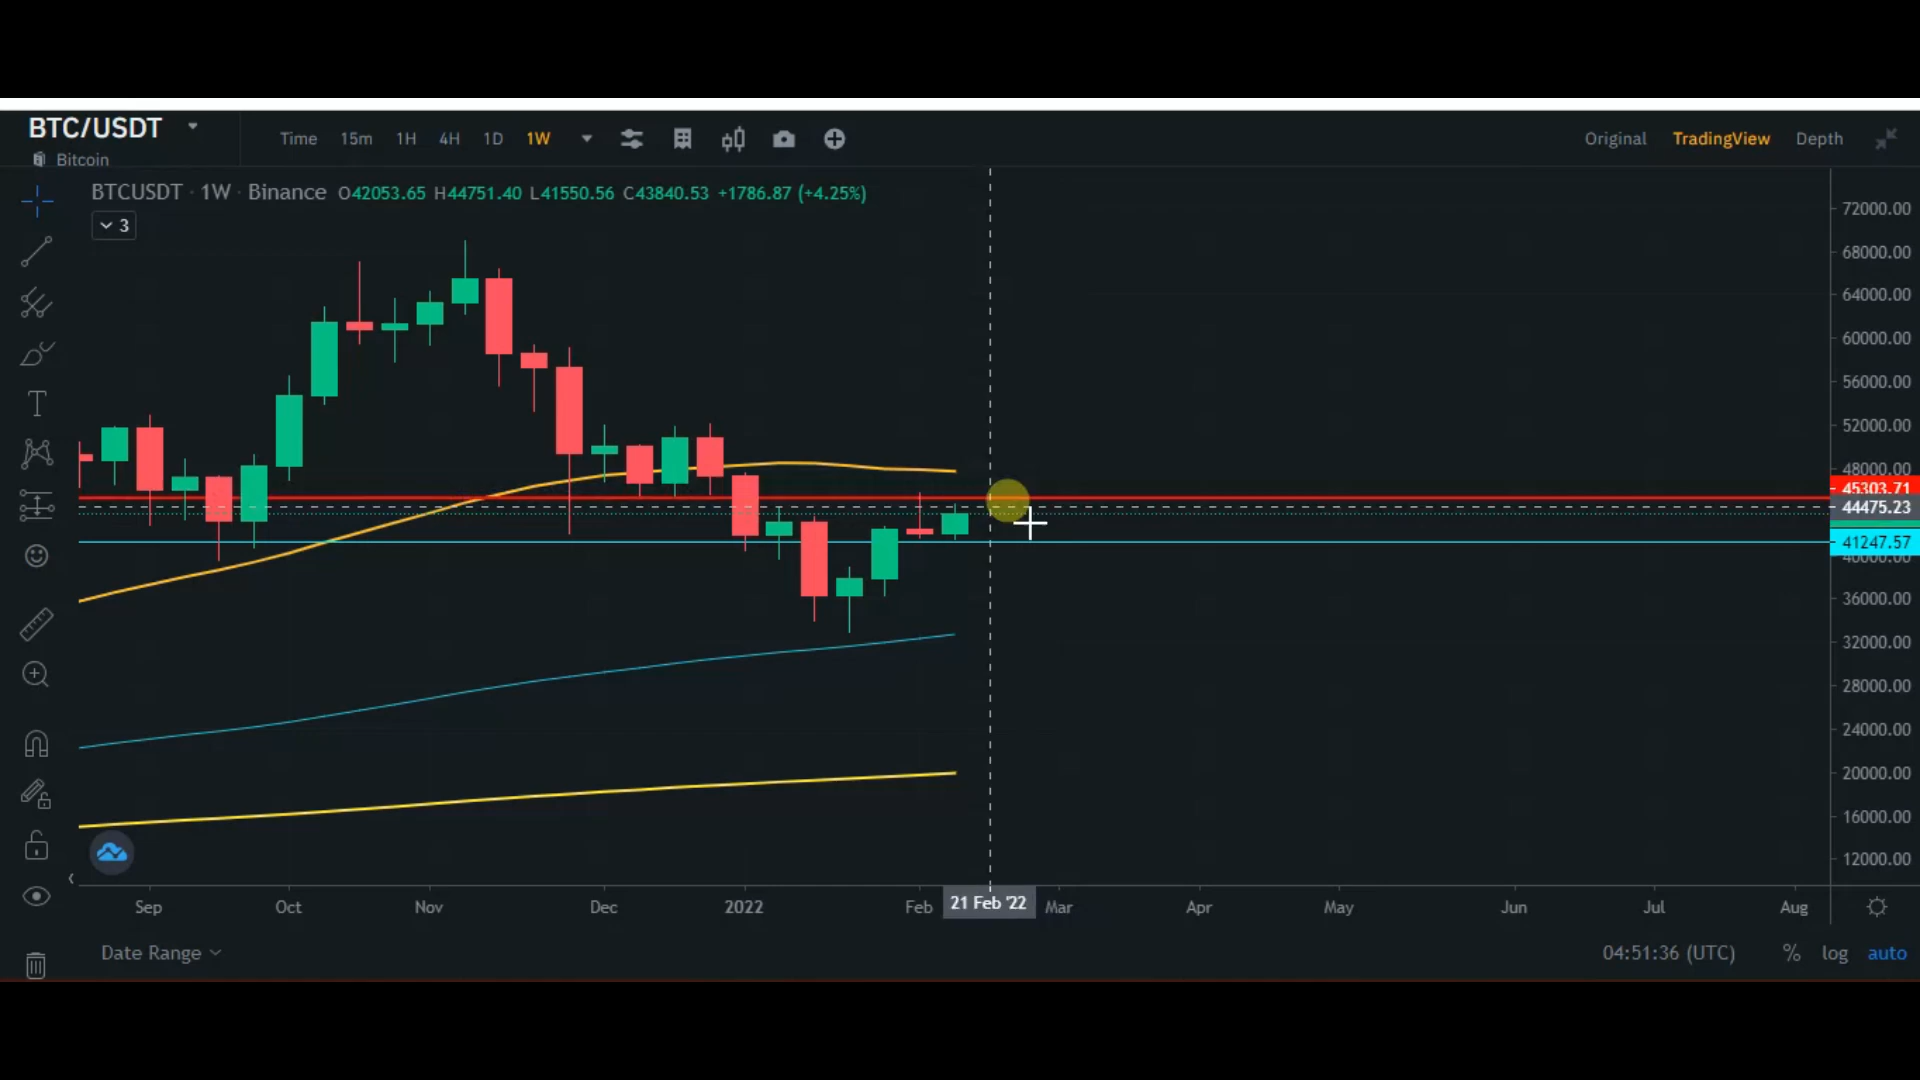 BTC/USDT
Bitcoin
Time 15m 1H 4H 1D 1W
Original TradingView Depth
BTCUSDT · 1W · Binance O42053.65 H44751.40 L41550.56 C43840.53 +1786.87 (+4.25%)
3
72000.00
68000.00
64000.00
60000.00
56000.00
52000.00
48000.00
45303.71
44475.23
41247.57
40000.00
36000.00
32000.00
28000.00
24000.00
20000.00
16000.00
12000.00
Sep Oct Nov Dec 2022 Feb 21 Feb '22 Mar Apr May Jun Jul Aug
Date Range 04:51:36 (UTC) % log auto